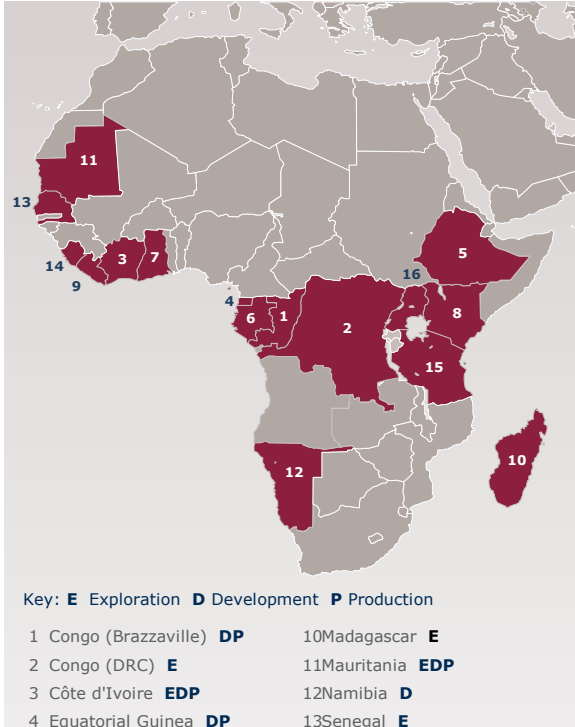 11
13
5
3
7
14
16
9
4
8
6
1
2
15
10
12
Key: E Exploration D Development P Production
1 Congo (Brazzaville) DP
10Madagascar E
2 Congo (DRC) E
11Mauritania EDP
3 Côte d'Ivoire EDP
12Namibia D
4 Equatorial Guinea DP
13Senegal E